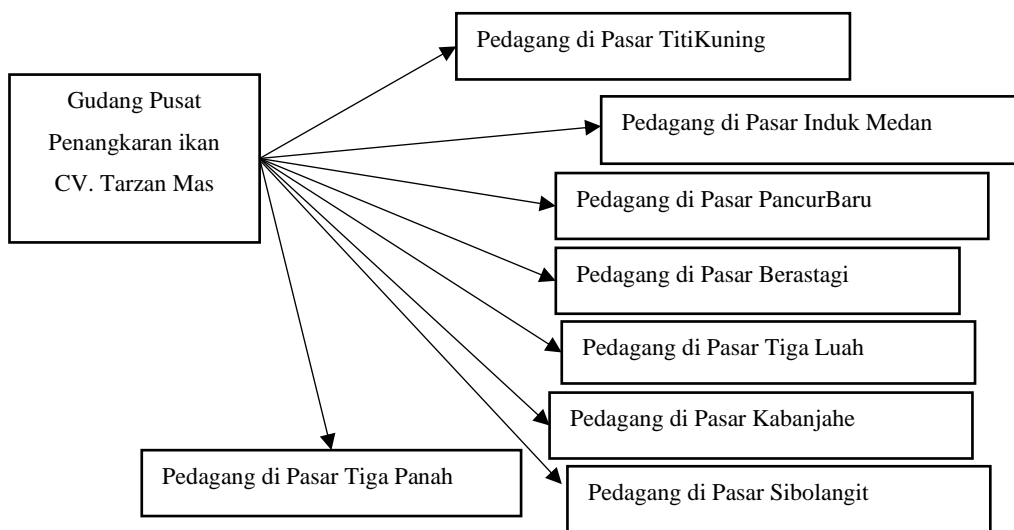 Pedagang di Pasar TitiKuning
Gudang Pusat
Penangkaran ikan
CV. Tarzan Mas
Pedagang di Pasar Induk Medan
Pedagang di Pasar PancurBaru
Pedagang di Pasar Berastagi
Pedagang di Pasar Tiga Luah
Pedagang di Pasar Kabanjahe
Pedagang di Pasar Tiga Panah
Pedagang di Pasar Sibolangit